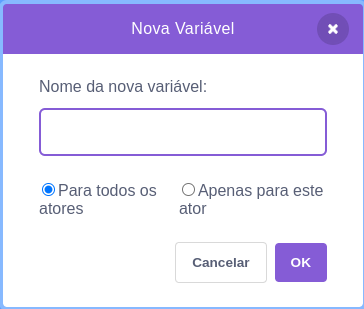 Nova Variável
Nome da nova variável:
Para todos os
atores
Apenas para este
ator
Cancelar
OK